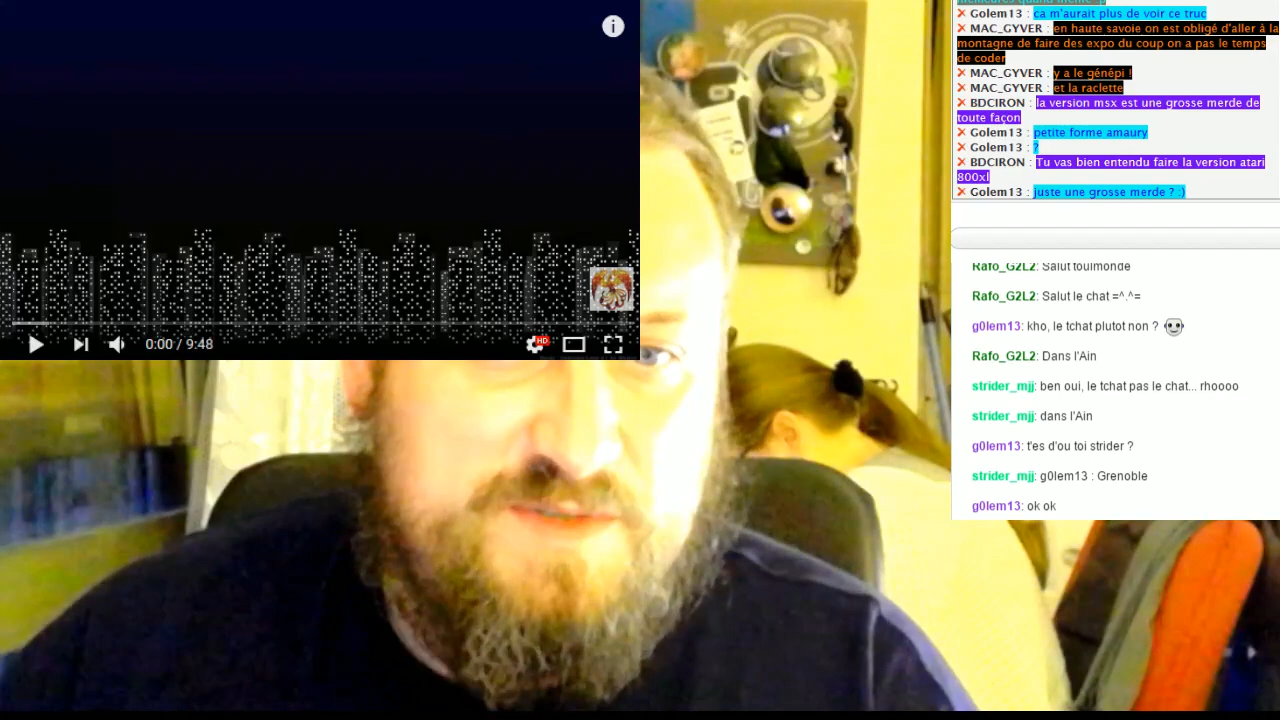 Golem13 : ca m'aurait plus de voir ce truc
MAC_GYVER : en haute savoie on est obligé d'aller à la
montagne de faire des expo du coup on a pas le temps
de coder
MAC_GYVER : y a le génépi !
MAC_GYVER : et la raclette
BDCIRON : la version msx est une grosse merde de
toute façon
Golem13 : petite forme amaury
Golem13 : ?
BDCIRON : Tu vas bien entendu faire la version atari
800xl
Golem13 : juste une grosse merde ? :)
Rafo_G2L2: Salut toulmonde
Rafo_G2L2: Salut le chat =^.^=
g0lem13: kho, le tchat plutot non ?
Rafo_G2L2: Dans l'Ain
strider_mjj: ben oui, le tchat pas le chat... rhoooo
strider_mjj: dans l'Ain
g0lem13: t'es d'ou toi strider ?
strider_mjj: g0lem13 : Grenoble
g0lem13: ok ok
0:00 / 9:48
HD